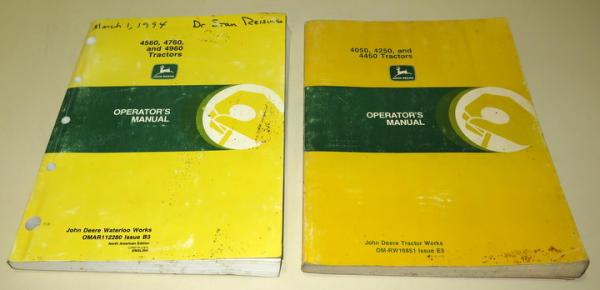 March 1, 1994 Dr Stan
4560, 4760,
and 4960
Tractors
JOHN DEERE
OPERATOR'S
MANUAL
John Deere Waterloo Works
OMAR112280 Issue B3
North American Edition
ENGLISH
4050, 4250, and
4450 Tractors
JOHN DEERE
OPERATOR'S
MANUAL
John Deere Tractor Works
OM-RW16851 Issue B3